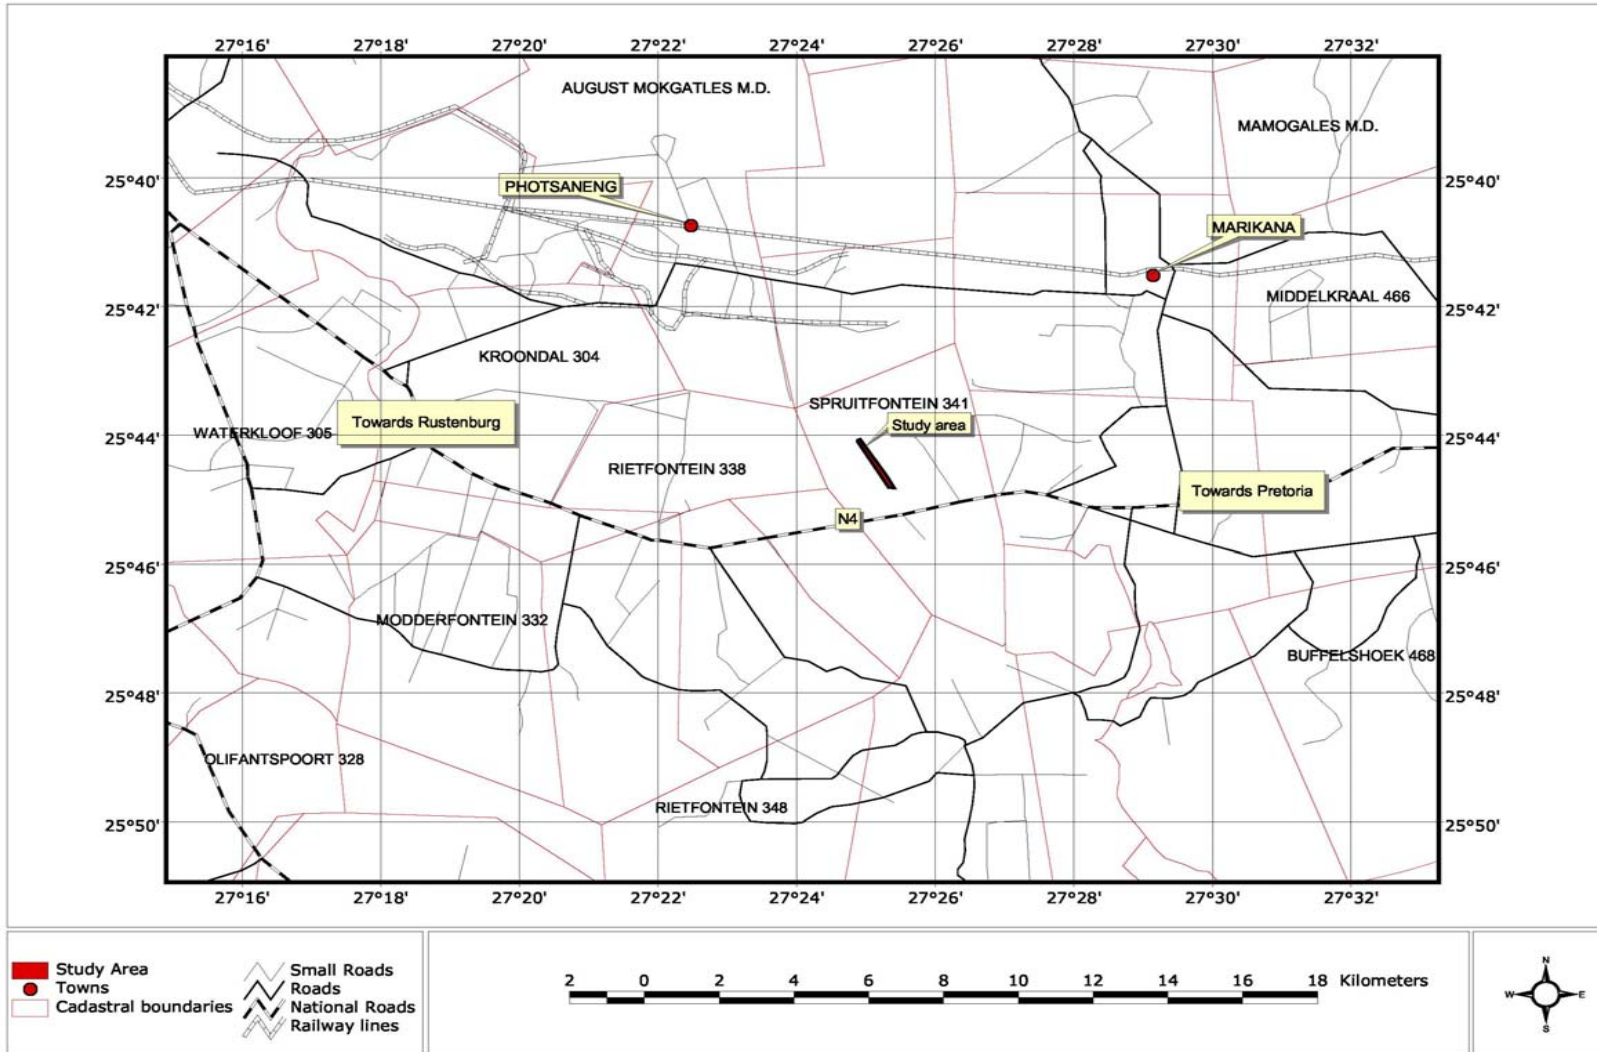 27°16' 27°18' 27°20' 27°22' 27°24' 27°26' 27°28' 27°30' 27°32'
AUGUST MOKGATLES M.D.
MAMOGALES M.D.
25°40' 25°40'
PHOTSANENG
MARIKANA
MIDDELKRAAL 466
25°42' 25°42'
KROONDAL 304
SPRUITFONTEIN 341
Towards Rustenburg
Study area
WATERKLOOF 305
25°44' 25°44'
RIETFONTEIN 338
Towards Pretoria
N4
25°46' 25°46'
MODDERFONTEIN 332
BUFFELSHOEK 468
25°48' 25°48'
OLIFANTSPOORT 328
RIETFONTEIN 348
25°50' 25°50'
27°16' 27°18' 27°20' 27°22' 27°24' 27°26' 27°28' 27°30' 27°32'
Study Area
Towns
Cadastral boundaries
Small Roads
Roads
National Roads
Railway lines
2 0 2 4 6 8 10 12 14 16 18 Kilometers
N
W E
S